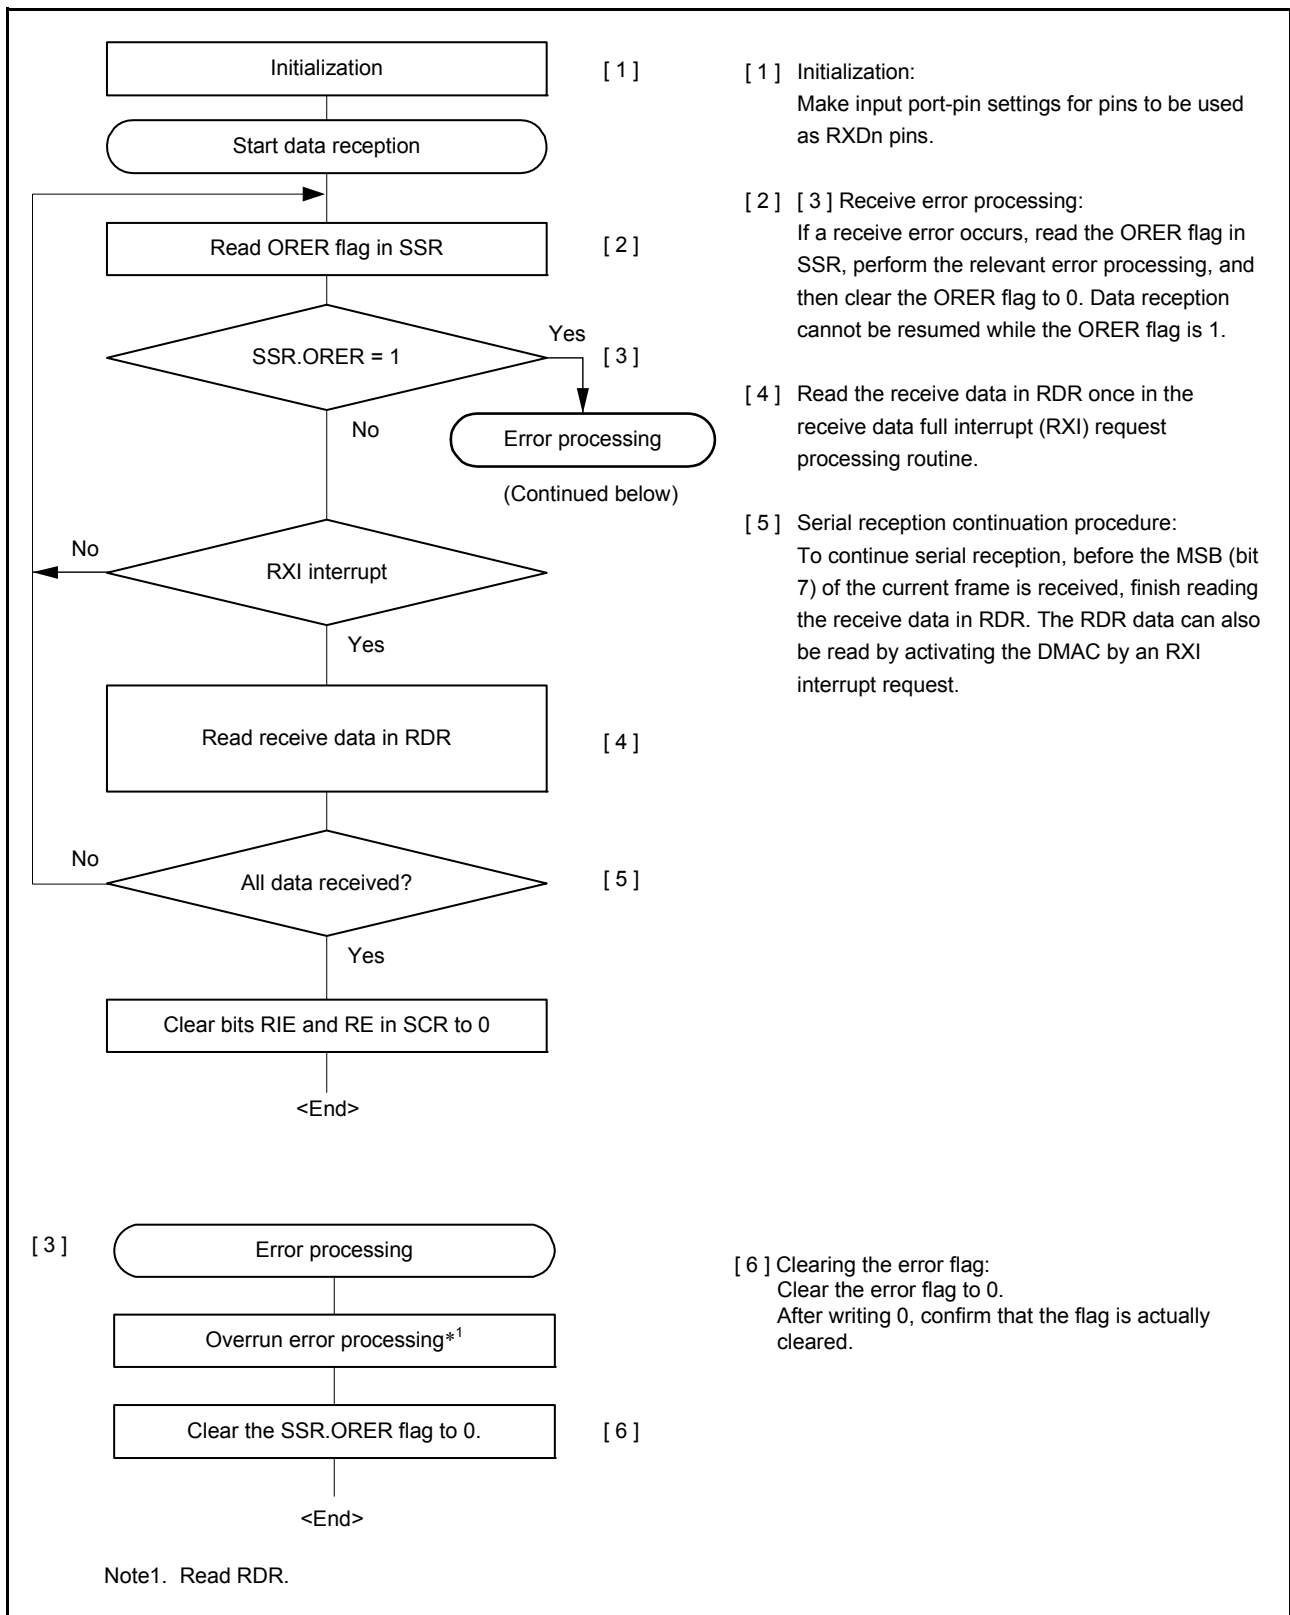 Initialization
[ 1 ]
Start data reception
Read ORER flag in SSR
[ 2 ]
SSR.ORER = 1
Yes
[ 3 ]
No
Error processing
(Continued below)
No
RXI interrupt
Yes
Read receive data in RDR
[ 4 ]
No
All data received?
[ 5 ]
Yes
Clear bits RIE and RE in SCR to 0
<End>
[ 1 ] Initialization:
Make input port-pin settings for pins to be used
as RXDn pins.
[ 2 ] [ 3 ] Receive error processing:
If a receive error occurs, read the ORER flag in
SSR, perform the relevant error processing, and
then clear the ORER flag to 0. Data reception
cannot be resumed while the ORER flag is 1.
[ 4 ] Read the receive data in RDR once in the
receive data full interrupt (RXI) request
processing routine.
[ 5 ] Serial reception continuation procedure:
To continue serial reception, before the MSB (bit
7) of the current frame is received, finish reading
the receive data in RDR. The RDR data can also
be read by activating the DMAC by an RXI
interrupt request.
[ 3 ]
Error processing
Overrun error processing*1
Clear the SSR.ORER flag to 0.
[ 6 ]
<End>
[ 6 ] Clearing the error flag:
Clear the error flag to 0.
After writing 0, confirm that the flag is actually
cleared.
Note1. Read RDR.